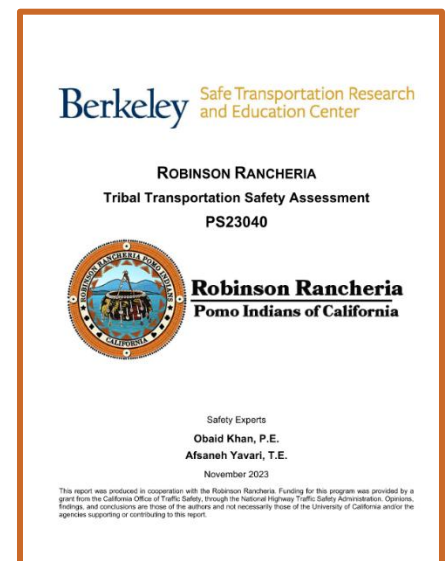 Berkeley Safe Transportation Research
and Education Center
ROBINSON RANCHERIA
Tribal Transportation Safety Assessment
PS23040
ROBINSON RANCHERIA POMO INDIANS OF
CALIFORNIA
Robinson Rancheria
Pomo Indians of California
Safety Experts
Obaid Khan, P.E.
Afsaneh Yavari, T.E.
November 2023
This report was produced in cooperation with the Robinson Rancheria. Funding for this program was provided by a
grant from the California Office of Traffic Safety, through the National Highway Traffic Safety Administration. Opinions,
findings, and conclusions are those of the authors and not necessarily those of the University of California and/or the
agencies supporting or contributing to this report.